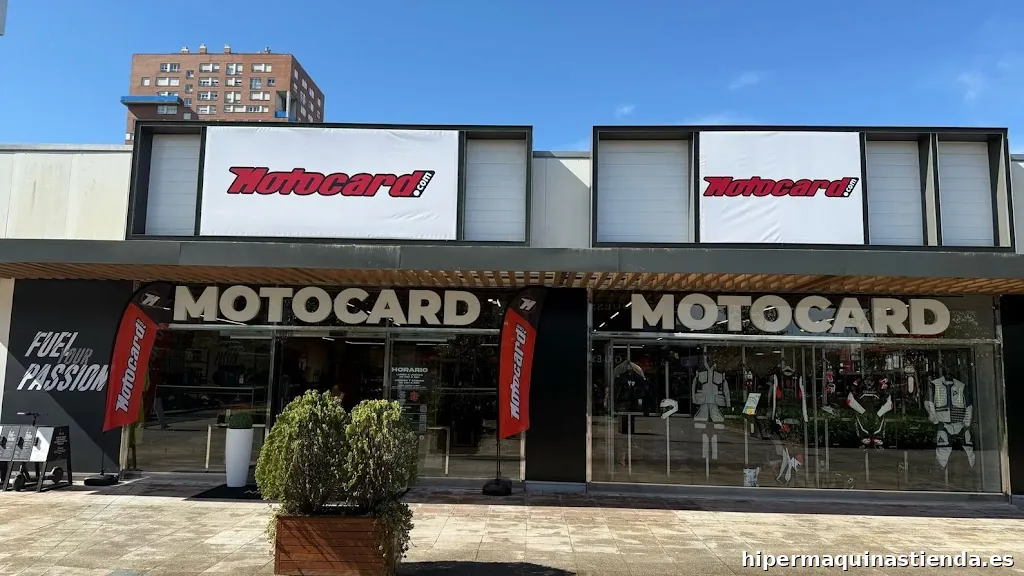 Motocard.com
Motocard.com
MOTOCARD
MOTOCARD
FUEL
YOUR
PASSION
Motocard
Motocard
HORARIO
hipermaquinastienda.es